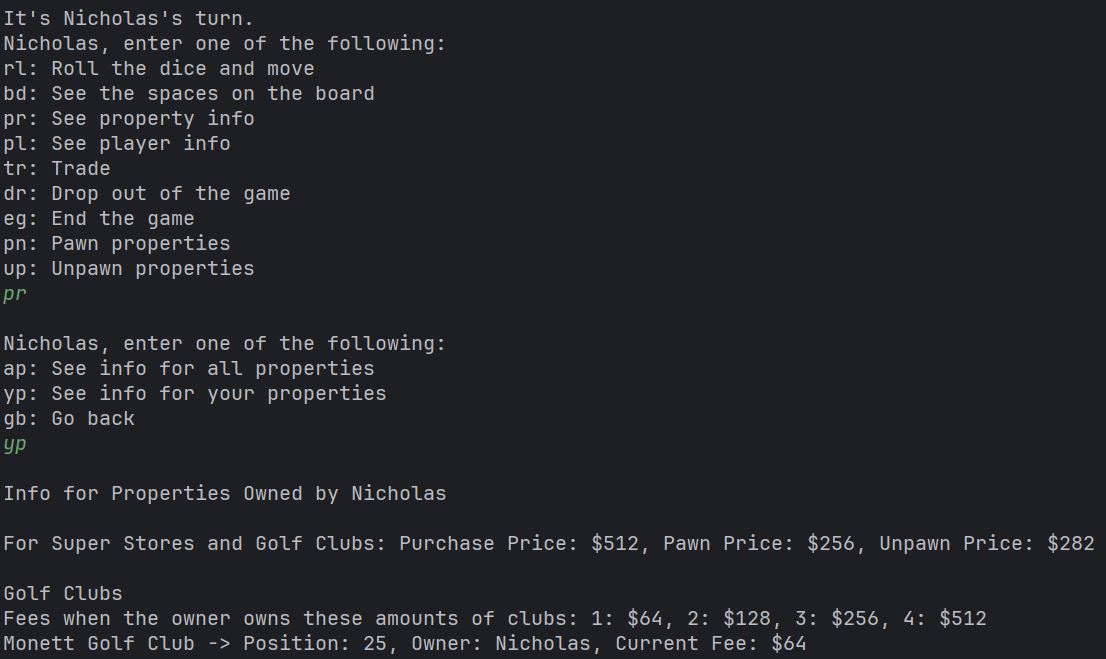 It's Nicholas's turn.
Nicholas, enter one of the following:
rl: Roll the dice and move
bd: See the spaces on the board
pr: See property info
pl: See player info
tr: Trade
dr: Drop out of the game
eg: End the game
pn: Pawn properties
up: Unpawn properties
pr
Nicholas, enter one of the following:
ap: See info for all properties
yp: See info for your properties
gb: Go back
yp
Info for Properties Owned by Nicholas
For Super Stores and Golf Clubs: Purchase Price: $512, Pawn Price: $256, Unpawn Price: $282
Golf Clubs
Fees when the owner owns these amounts of clubs: 1: $64, 2: $128, 3: $256, 4: $512
Monett Golf Club -> Position: 25, Owner: Nicholas, Current Fee: $64